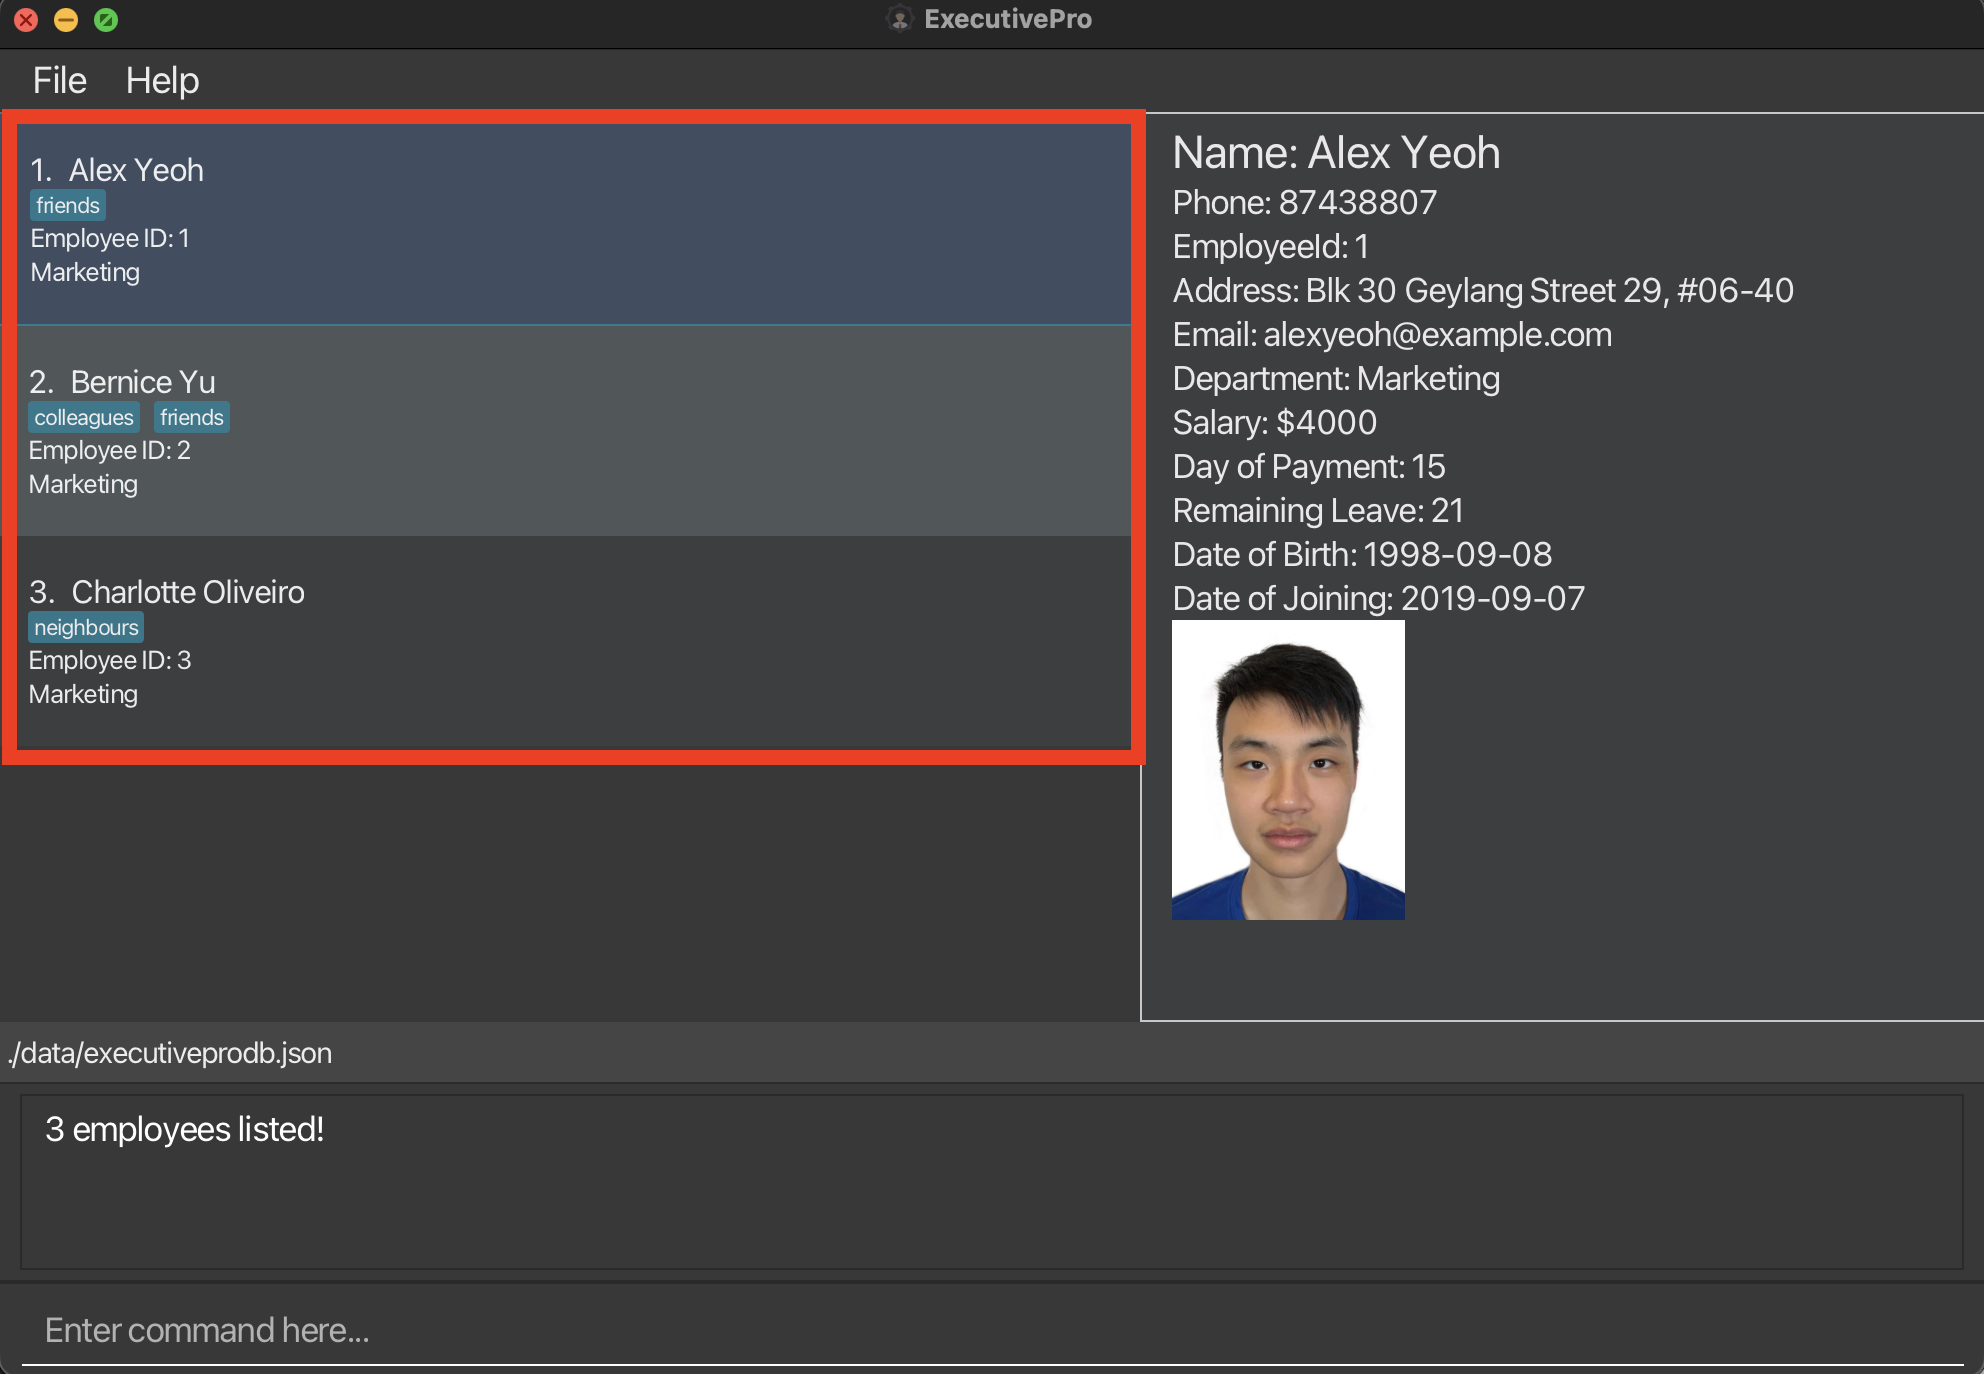 ExecutivePro
File Help
1. Alex Yeoh
friends
Employee ID: 1
Marketing
2. Bernice Yu
colleagues friends
Employee ID: 2
Marketing
3. Charlotte Oliveiro
neighbours
Employee ID: 3
Marketing
Name: Alex Yeoh
Phone: 87438807
EmployeeId: 1
Address: Blk 30 Geylang Street 29, #06-40
Email: alexyeoh@example.com
Department: Marketing
Salary: $4000
Day of Payment: 15
Remaining Leave: 21
Date of Birth: 1998-09-08
Date of Joining: 2019-09-07
./data/executiveprodb.json
3 employees listed!
Enter command here...